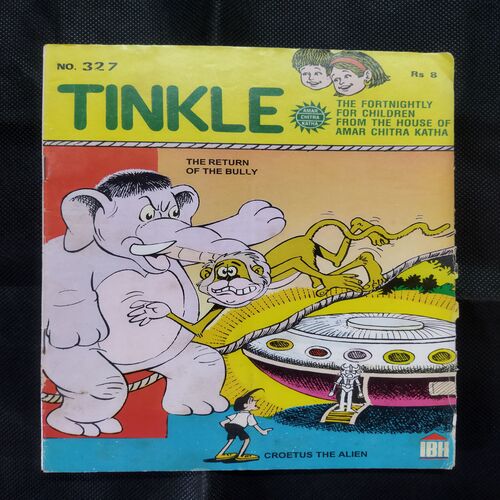 NO. 327
Rs 8
TINKLE
AMAR
CHITRA
KATHA
THE FORTNIGHTLY
FOR CHILDREN
FROM THE HOUSE OF
AMAR CHITRA KATHA
THE RETURN
OF THE BULLY
CROETUS THE ALIEN
IBH